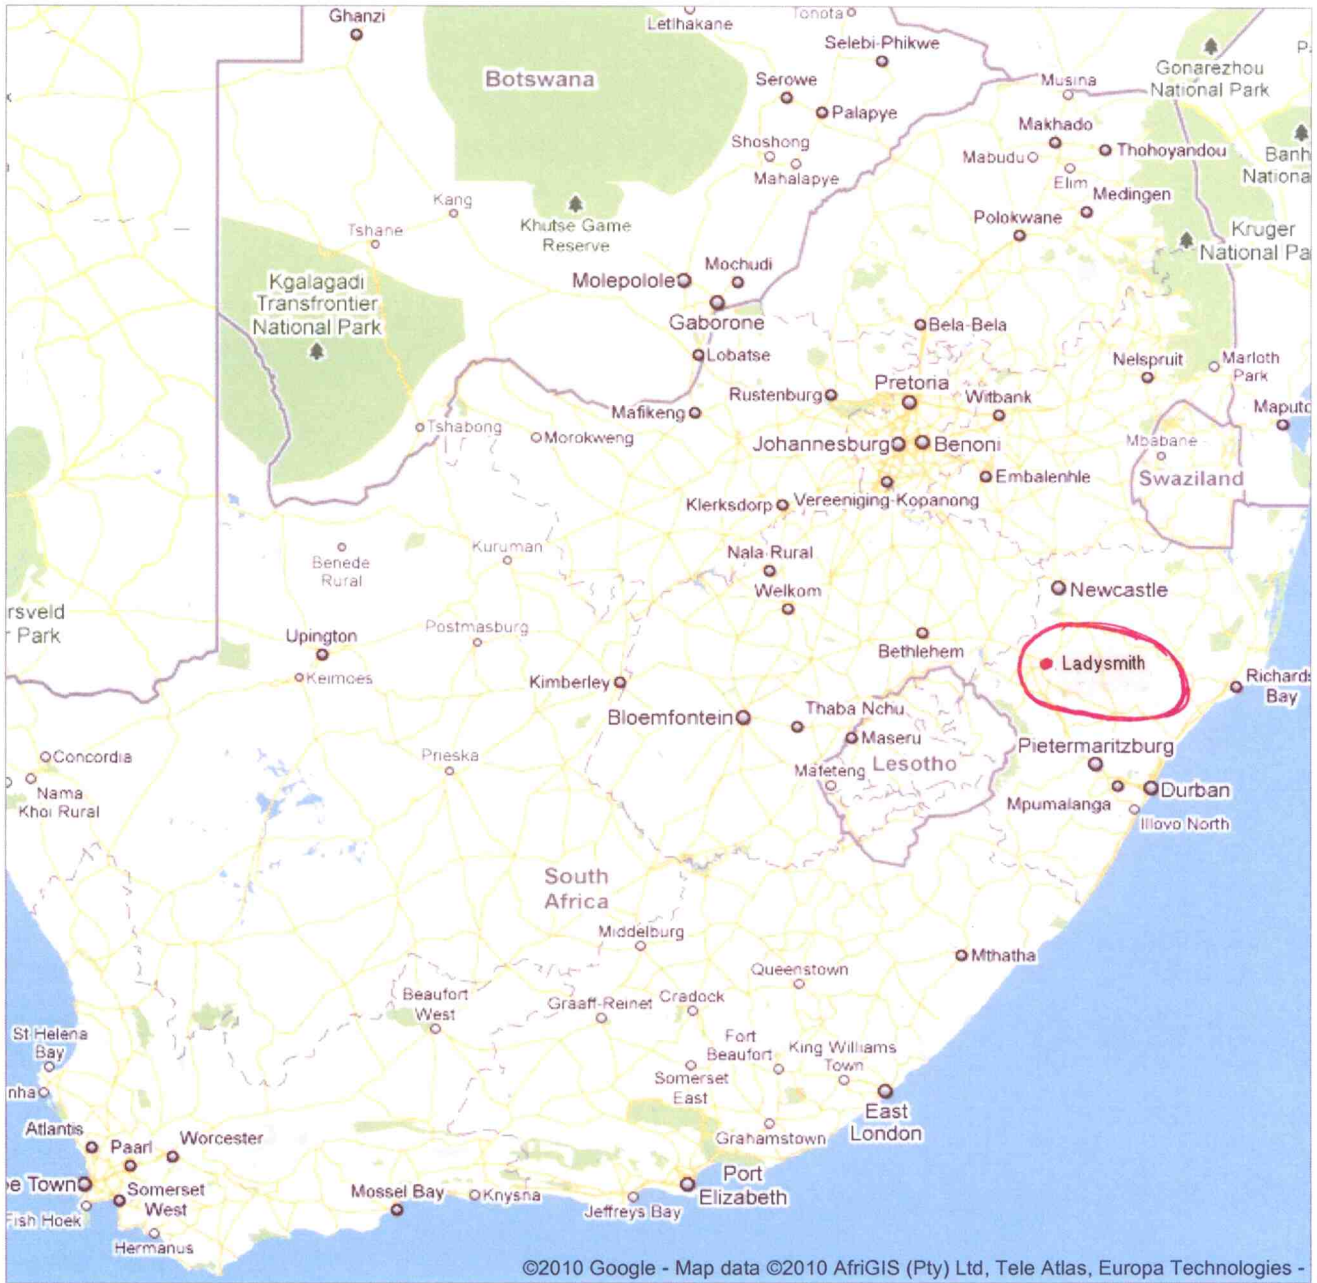 Ghanzi
Letlhakane
Tonota
Selebi-Phikwe
Botswana
Serowe
Palapye
Musina
Gonarezhou
National Park
Shoshong
Mahalapye
Makhado
Mabudu
Thohoyandou
Elim
Banh
Nationa
Medingen
Kang
Tshane
Khutse Game
Reserve
Polokwane
Kruger
National Pa
Kgalagadi
Transfrontier
National Park
Molepolole
Mochudi
Gaborone
Bela-Bela
Lobatse
Nelspruit
Marloth
Park
Rustenburg
Pretoria
Witbank
Mafikeng
Maputo
Tshabong
Morokweng
Johannesburg
Benoni
Mbabane
Embalenhle
Swaziland
Klerksdorp
Vereeniging-Kopanong
Benede
Rural
Kuruman
Nala Rural
Welkom
Newcastle
rsveld
r Park
Upington
Postmasburg
Bethlehem
Ladysmith
Keimoes
Kimberley
Richards
Bay
Bloemfontein
Thaba Nchu
Maseru
Pietermaritzburg
Concordia
Prieska
Mafeteng
Lesotho
Nama
Khoi Rural
Mpumalanga
Durban
Illovo North
South
Africa
Middelburg
Mthatha
Queenstown
Beaufort
West
Graaff-Reinet
Cradock
St Helena
Bay
Fort
Beaufort
King Williams
Town
Somerset
East
nha
East
London
Atlantis
Paarl
Worcester
Grahamstown
e Town
Somerset
West
Mossel Bay
Knysna
Port
Elizabeth
Jeffreys Bay
Fish Hoek
Hermanus
©2010 Google - Map data ©2010 AfriGIS (Pty) Ltd, Tele Atlas, Europa Technologies -